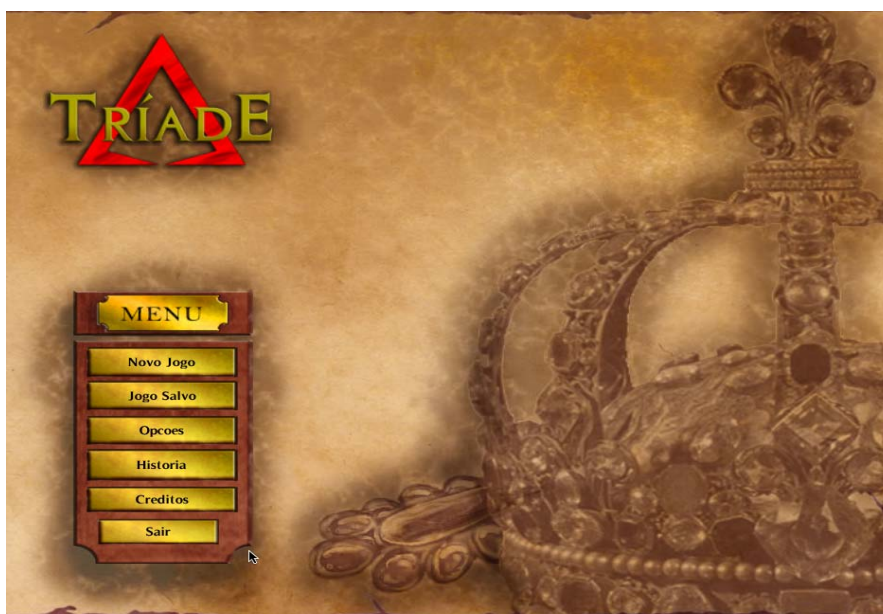 TRÍADE
MENU
Novo Jogo
Jogo Salvo
Opcoes
Historia
Creditos
Sair